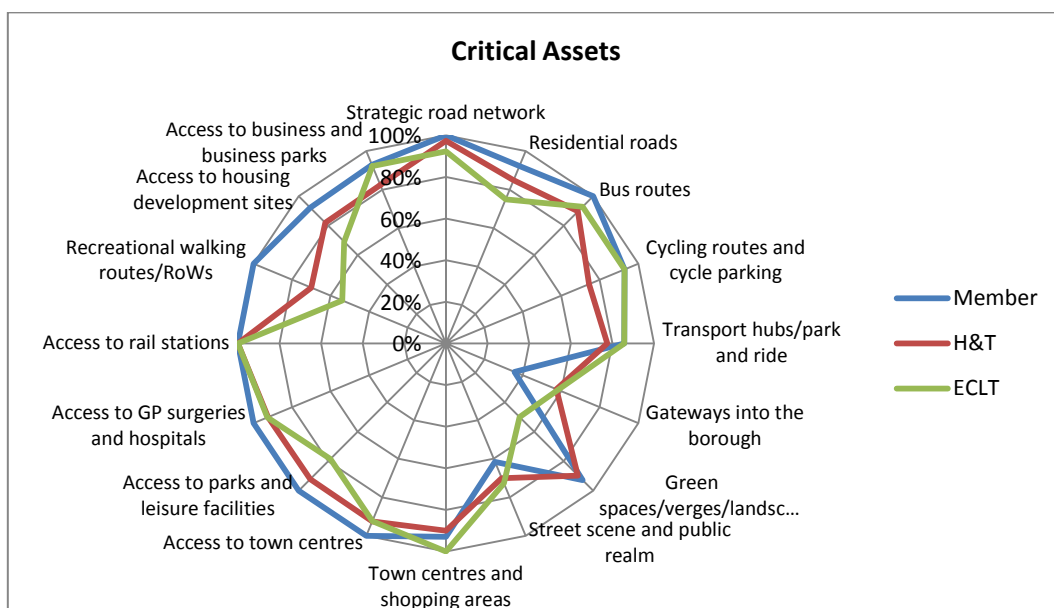 Critical Assets
Strategic road network
Residential roads
Bus routes
Cycling routes and
cycle parking
Transport hubs/park
and ride
Gateways into the
borough
Green
spaces/verges/landsc...
Street scene and public
realm
Town centres and
shopping areas
Access to town centres
Access to parks and
leisure facilities
Access to GP surgeries
and hospitals
Access to rail stations
Recreational walking
routes/RoWs
Access to housing
development sites
Access to business and
business parks
100%
80%
60%
40%
20%
0%
Member
H&T
ECLT